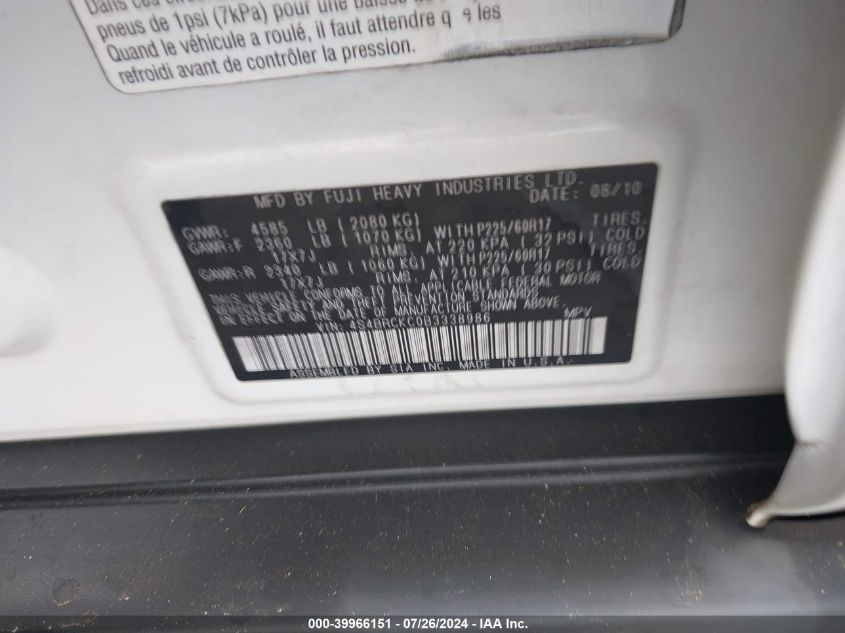 Dans ces
pneus de 1psi (7kPa) pour une baisse de
Quand le véhicule a roulé, il faut attendre q e les
refroidi avant de contrôler la pression.
MFD BY FUJI HEAVY INDUSTRIES LTD.
DATE: 08/10
GVWR: 4585 LB ( 2080 KG)
GAWR:F 2360 LB ( 1070 KG) WITH P225/60R17 TIRES.
17X7J RIMS, AT 220 KPA ( 32 PSI) COLD
GAWR:R 2340 LB ( 1060 KG) WITH P225/60R17 TIRES,
17X7J RIMS, AT 210 KPA ( 30 PSI) COLD
THIS VEHICLE CONFORMS TO ALL APPLICABLE FEDERAL MOTOR
VEHICLE SAFETY AND THEFT PREVENTION STANDARDS
IN EFFECT ON THE DATE OF MANUFACTURE SHOWN ABOVE.
VIN: MPV
ASSEMBLED BY SIA INC. MADE IN U.S.A.
000-39966151 / 07/26/2024 - IAA Inc.